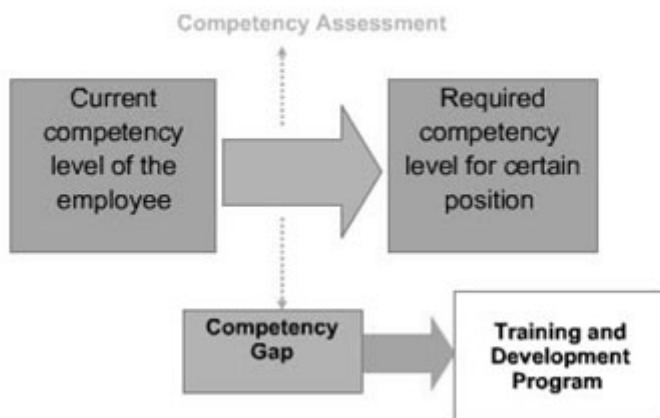 Competency Assessment
Current
competency
level of the
employee
Required
competency
level for certain
position
Competency
Gap
Training and
Development
Program